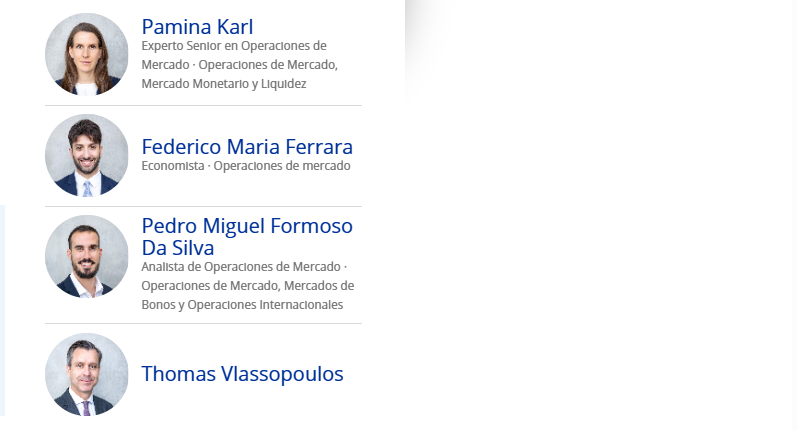 Pamina Karl
Experto Senior en Operaciones de
Mercado · Operaciones de Mercado,
Mercado Monetario y Liquidez
Federico Maria Ferrara
Economista · Operaciones de mercado
Pedro Miguel Formoso
Da Silva
Analista de Operaciones de Mercado ·
Operaciones de Mercado, Mercados de
Bonos y Operaciones Internacionales
Thomas Vlassopoulos